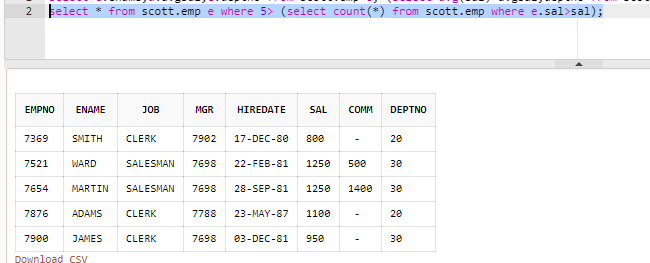 2 select * from scott.emp e where 5> (select count(*) from scott.emp where e.sal>sal);
EMPNO ENAME JOB MGR HIREDATE SAL COMM DEPTNO
7369 SMITH CLERK 7902 17-DEC-80 800 - 20
7521 WARD SALESMAN 7698 22-FEB-81 1250 500 30
7654 MARTIN SALESMAN 7698 28-SEP-81 1250 1400 30
7876 ADAMS CLERK 7788 23-MAY-87 1100 - 20
7900 JAMES CLERK 7698 03-DEC-81 950 - 30
Download CSV